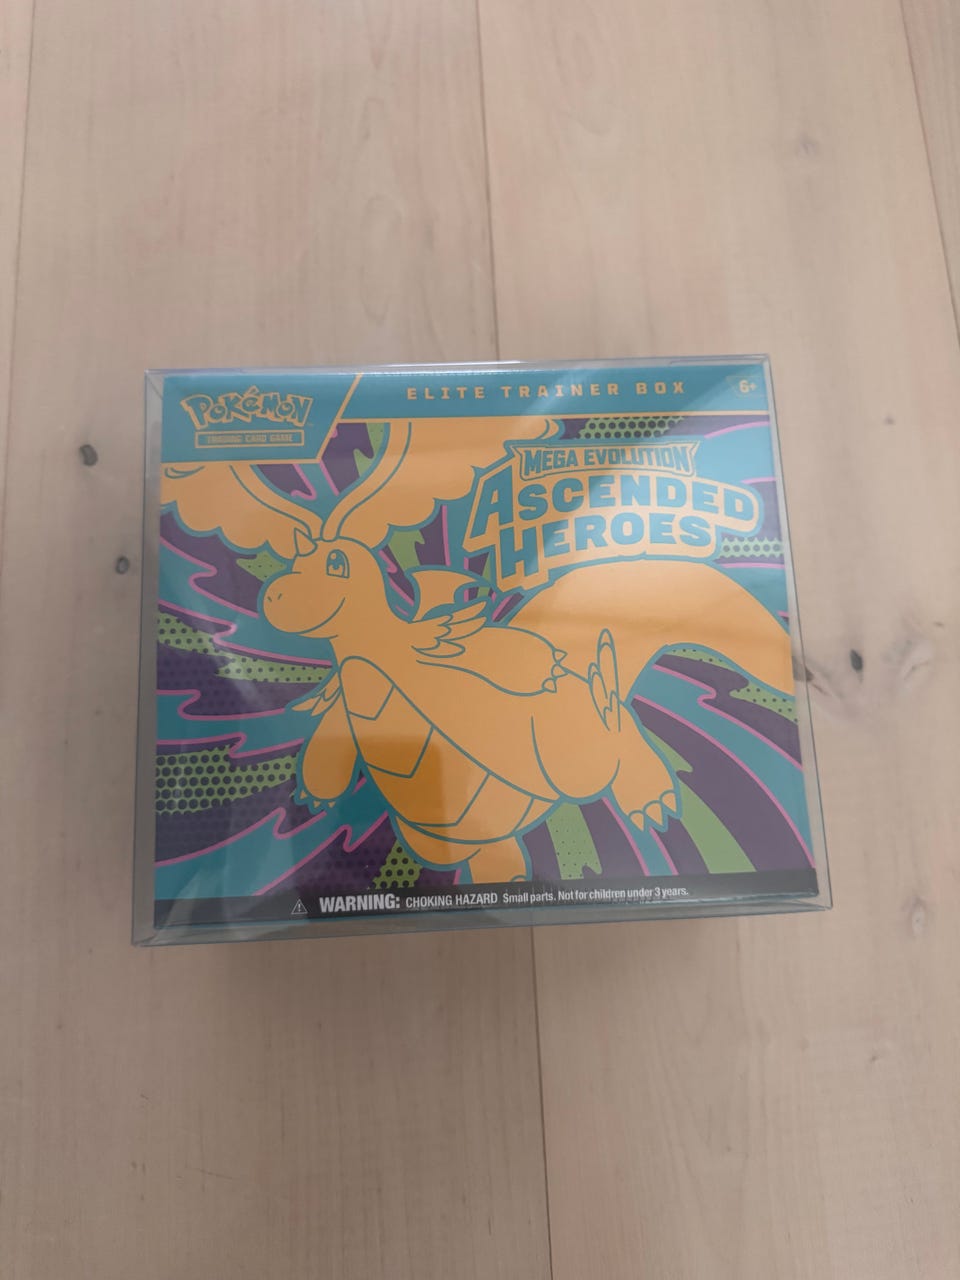 POKéMON
TRADING CARD GAME
ELITE TRAINER BOX
6+
MEGA EVOLUTION
ASCENDED
HEROES
WARNING: CHOKING HAZARD Small parts. Not for children under 3 years.